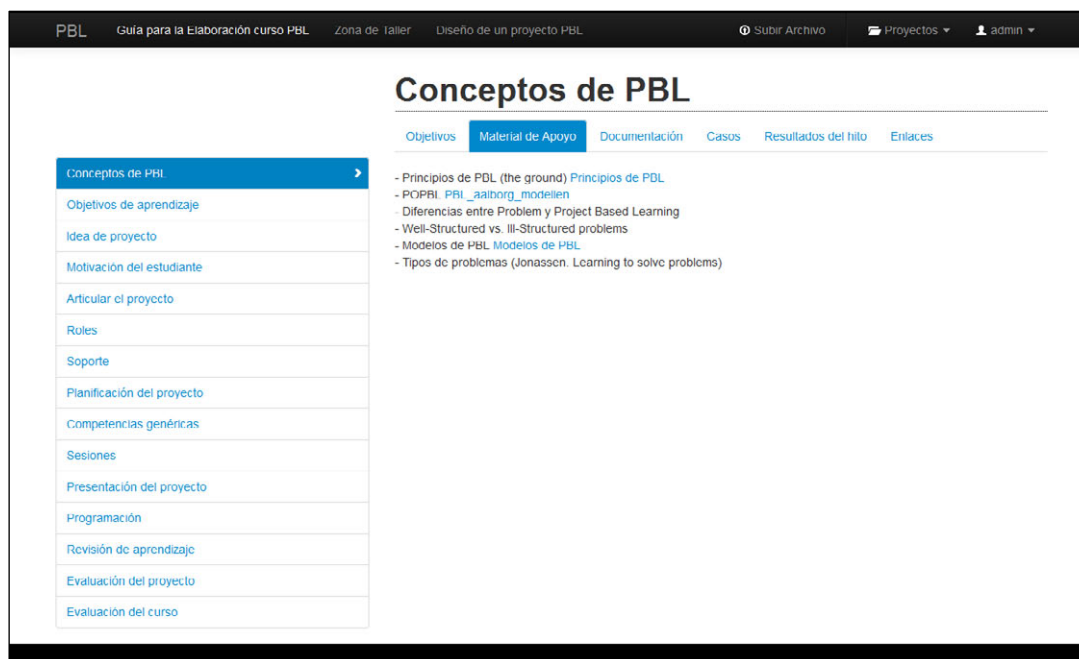 PBL Guía para la Elaboración curso PBL Zona de Taller Diseño de un proyecto PBL Subir Archivo Proyectos admin
Conceptos de PBL
Objetivos Material de Apoyo Documentación Casos Resultados del hito Enlaces
Conceptos de PBL
Objetivos de aprendizaje
Idea de proyecto
Motivación del estudiante
Articular el proyecto
Roles
Soporte
Planificación del proyecto
Competencias genéricas
Sesiones
Presentación del proyecto
Programación
Revisión de aprendizaje
Evaluación del proyecto
Evaluación del curso
- Principios de PBL (the ground) Principios de PBL
- POPBL PBL_aalborg_modellen
- Diferencias entre Problem y Project Based Learning
- Well-Structured vs. Ill-Structured problems
- Modelos de PBL Modelos de PBL
- Tipos de problemas (Jonassen. Learning to solve problems)